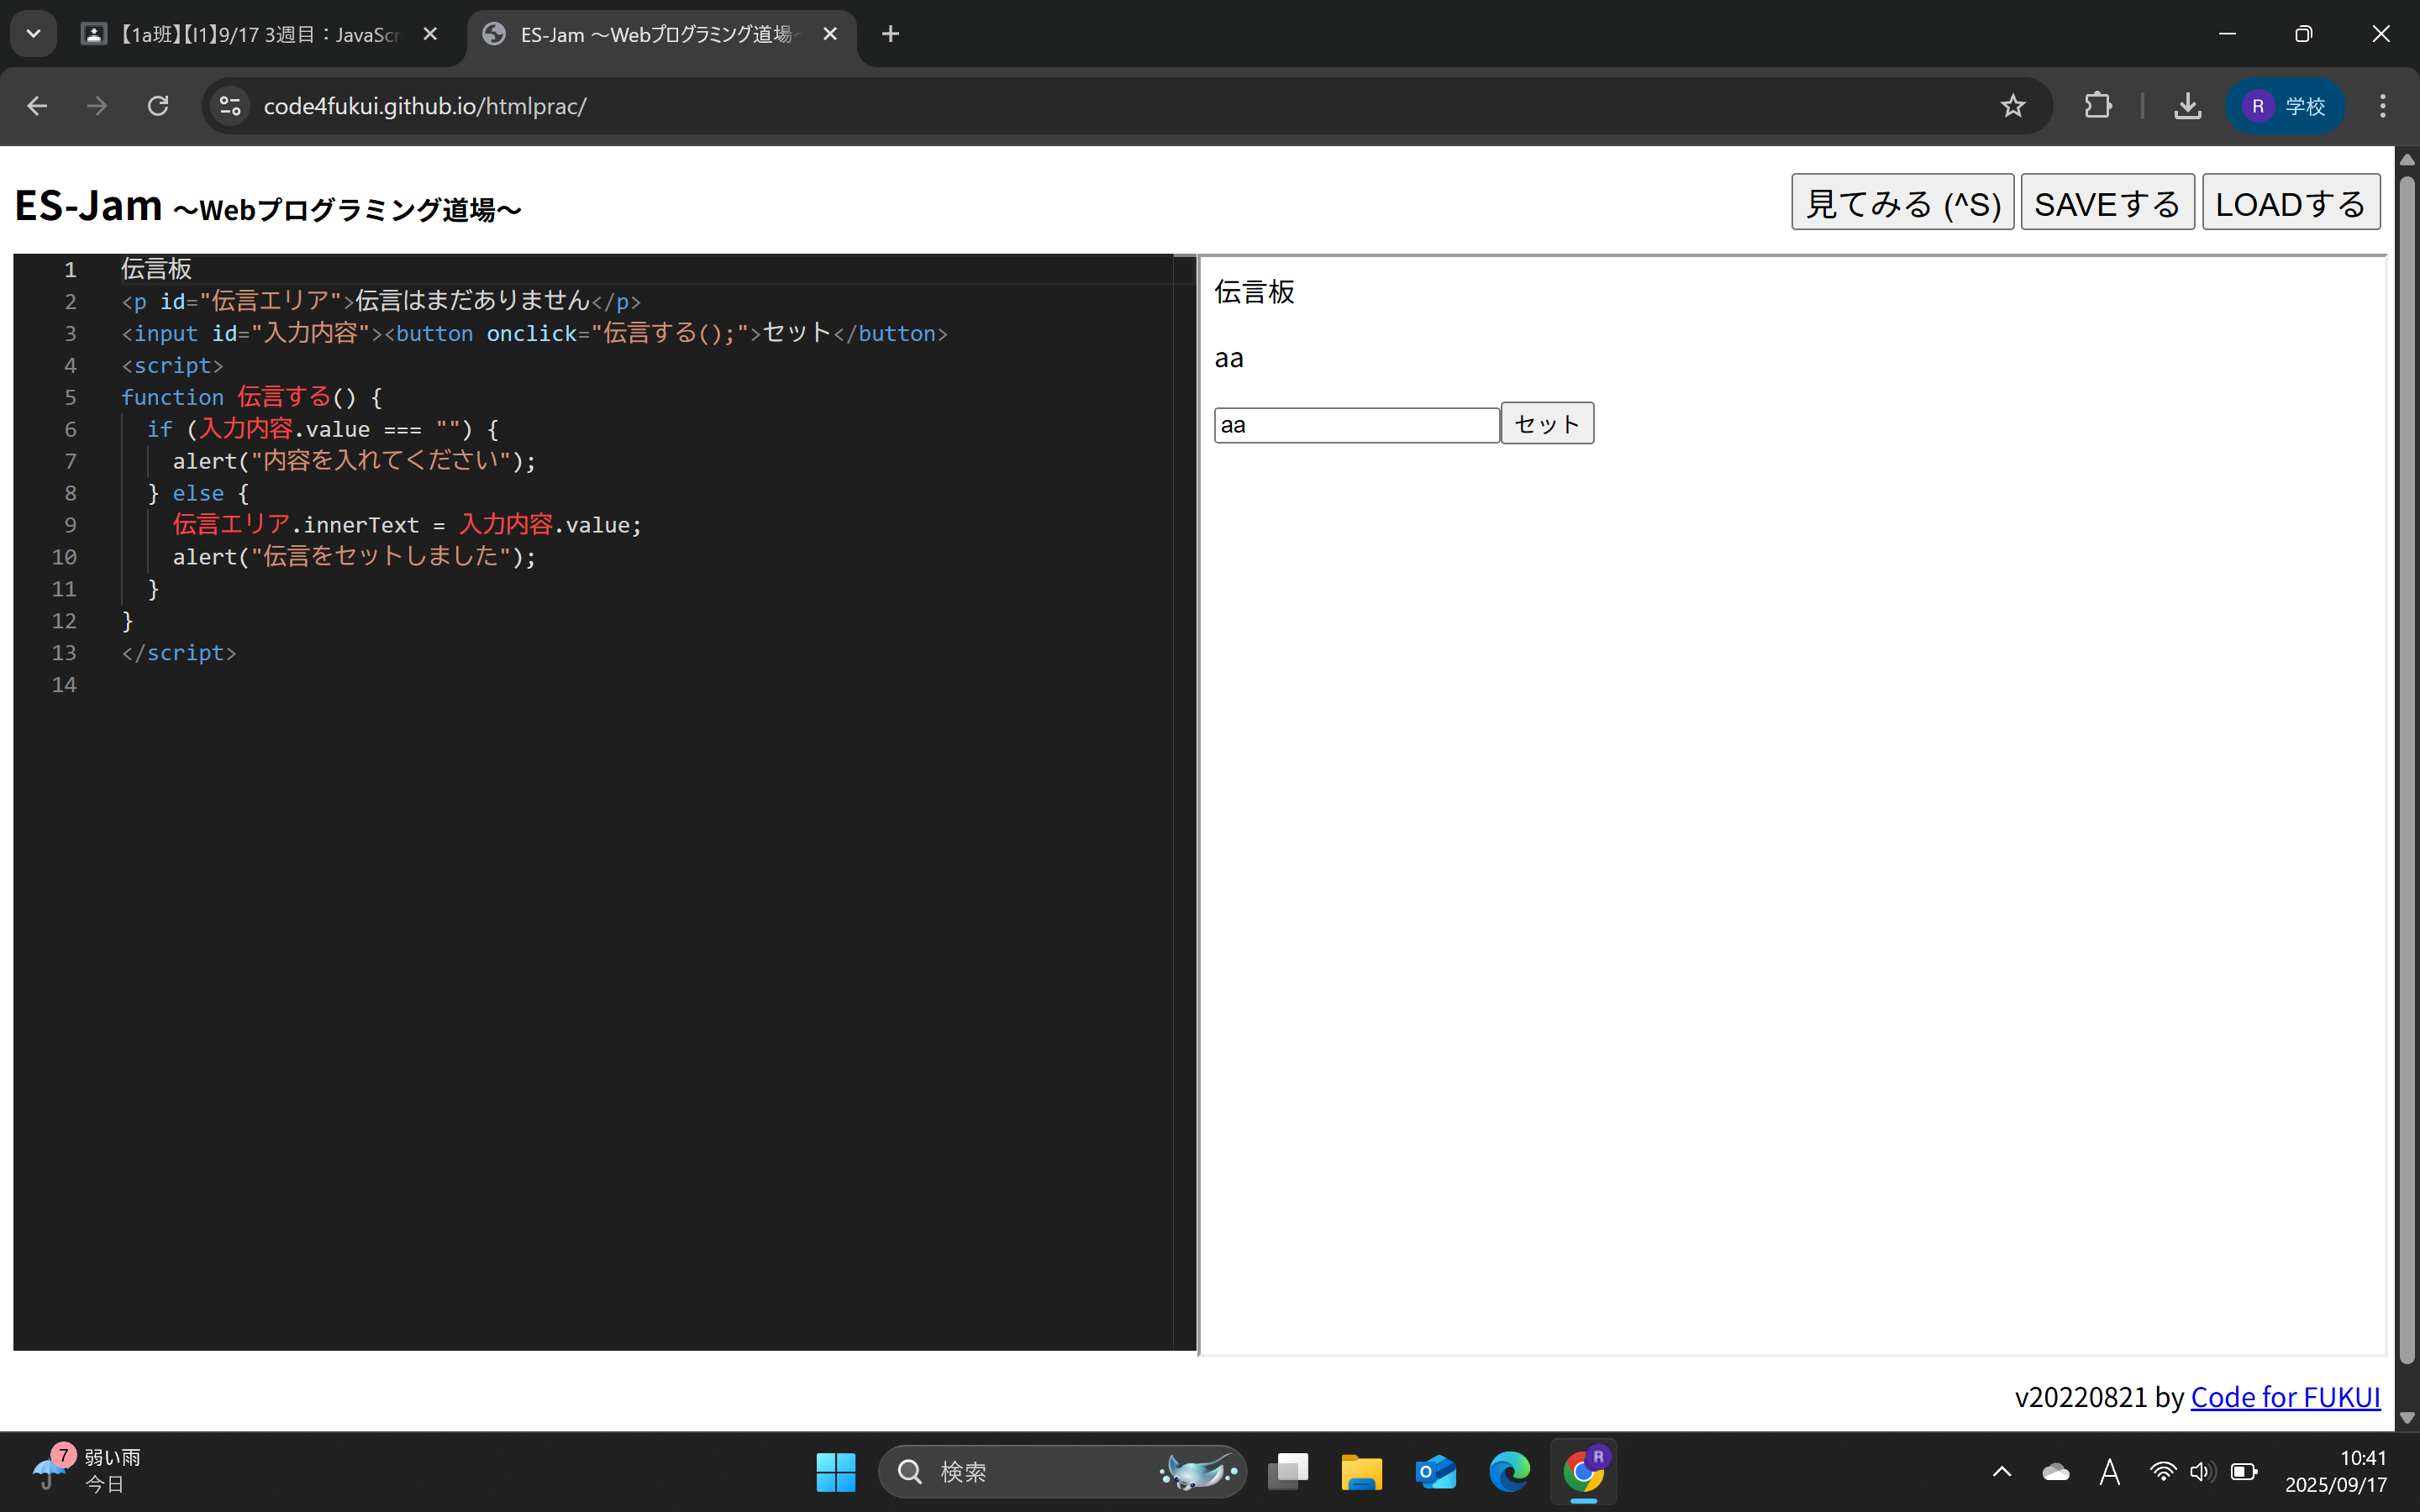 【1a班】【I1】9/17 3週目：JavaScr
ES-Jam ～Webプログラミング道場～
code4fukui.github.io/htmlprac/
R 学校
ES-Jam ～Webプログラミング道場～
見てみる (^S) SAVEする LOADする
1 伝言板
2 <p id="伝言エリア">伝言はまだありません</p>
3 <input id="入力内容"><button onclick="伝言する();">セット</button>
4 <script>
5 function 伝言する() {
6 if (入力内容.value === "") {
7 alert("内容を入れてください");
8 } else {
9 伝言エリア.innerText = 入力内容.value;
10 alert("伝言をセットしました");
11 }
12 }
13 </script>
14
伝言板
aa
aa セット
v20220821 by Code for FUKUI
7 弱い雨
今日
検索
R
A
10:41
2025/09/17